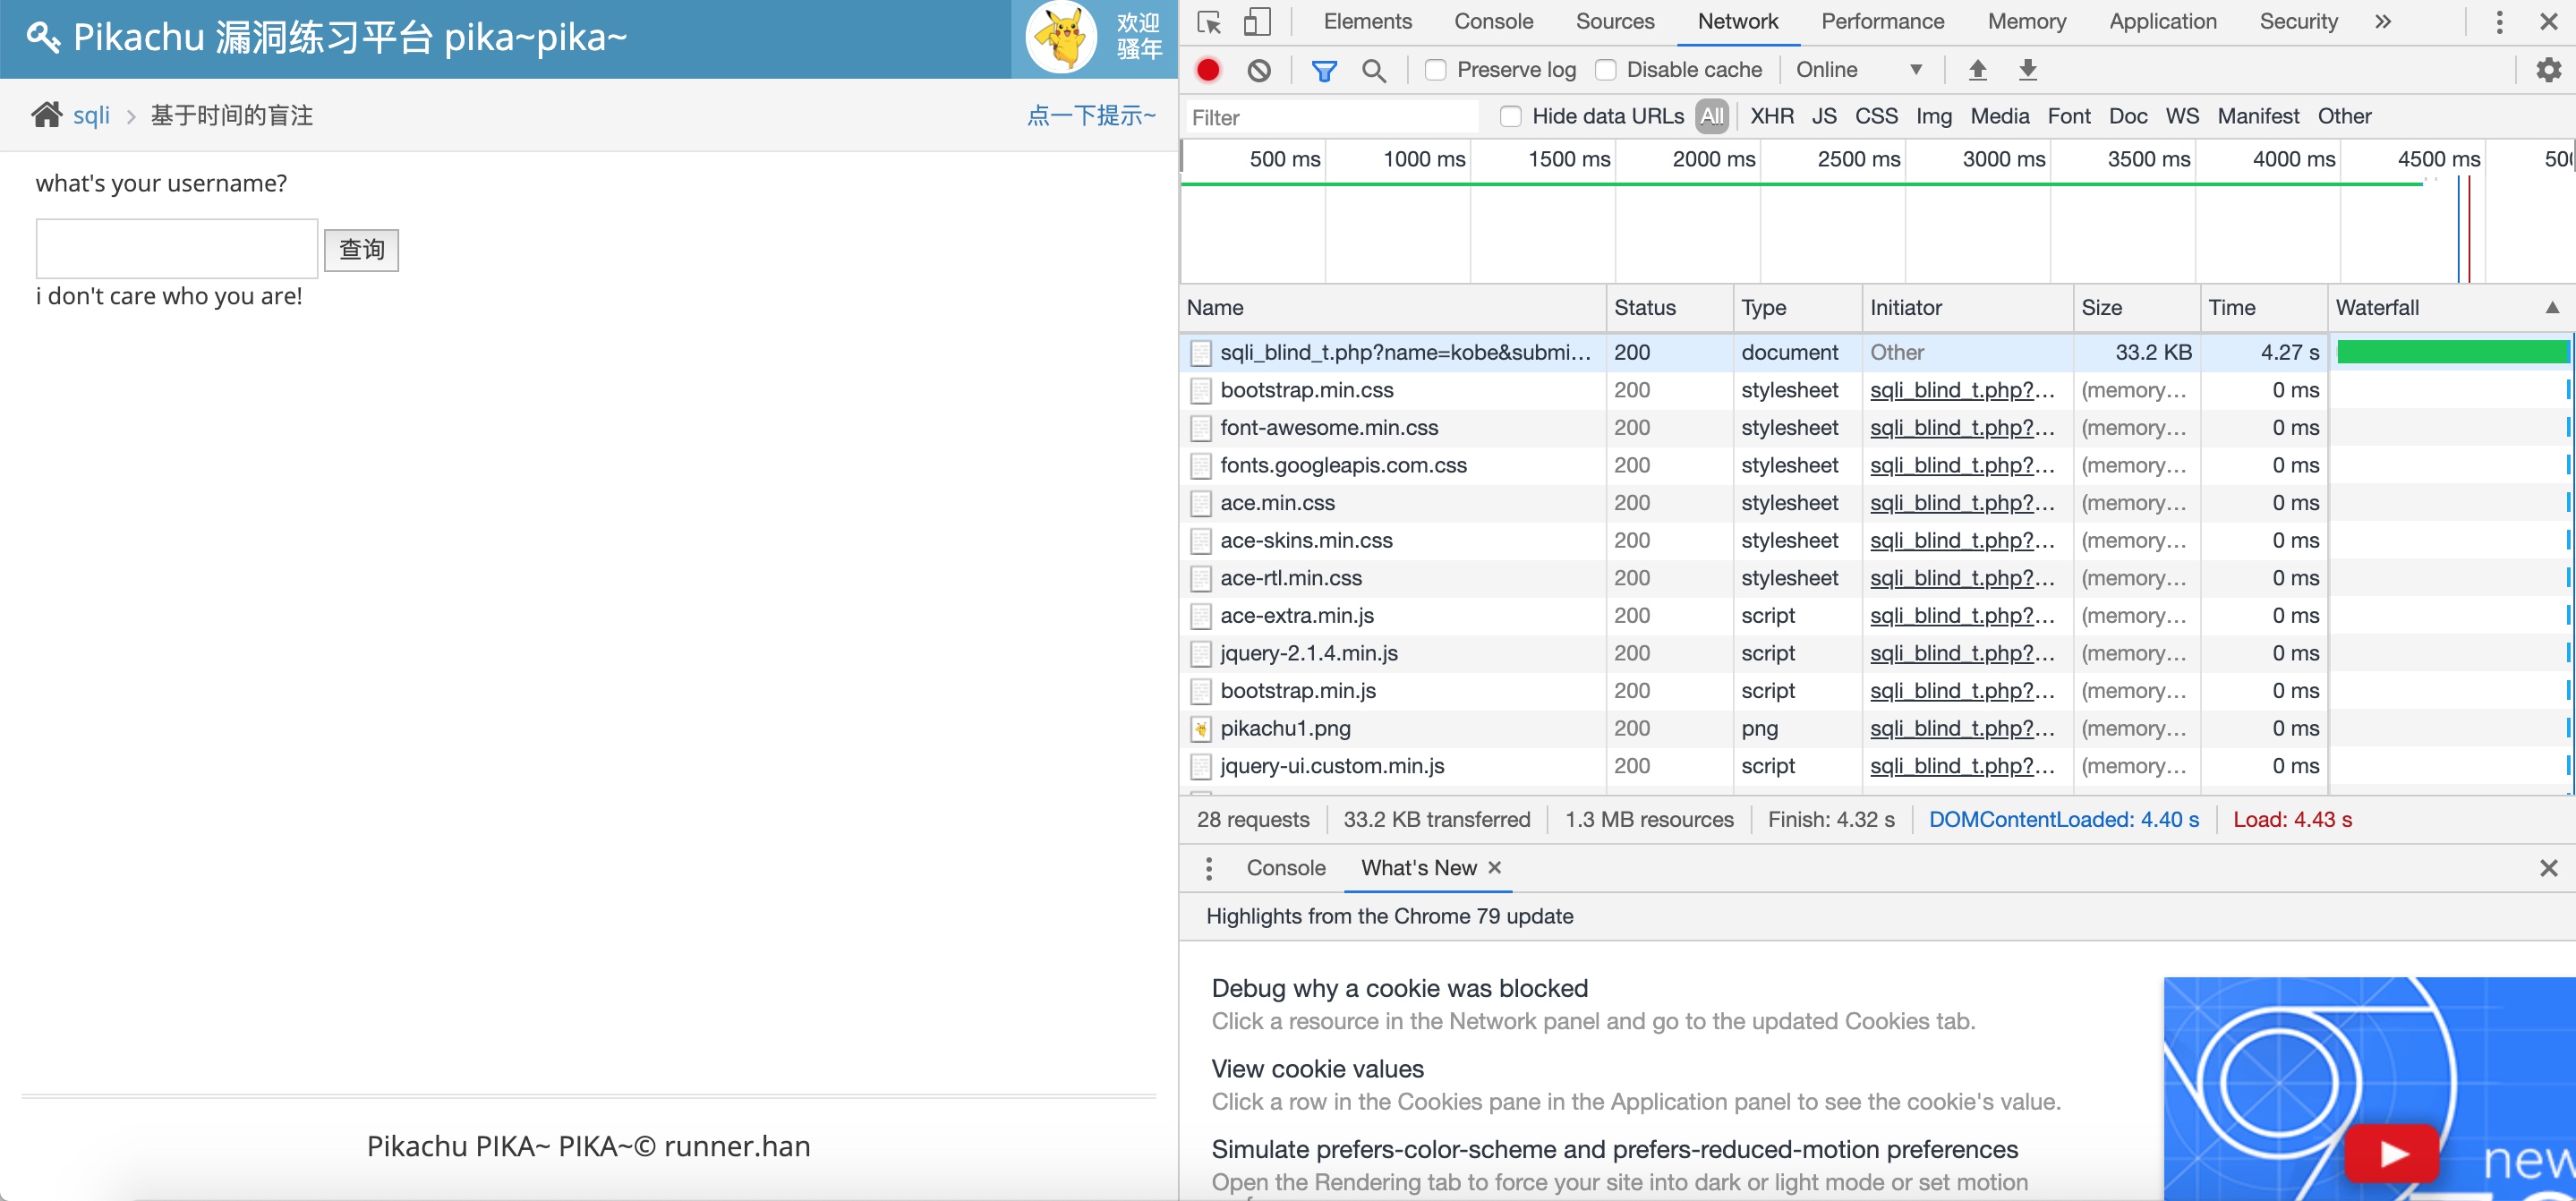 Pikachu 漏洞练习平台 pika~pika~
欢迎
骚年
sqli
基于时间的盲注
点一下提示~
what's your username?
查询
i don't care who you are!
Pikachu PIKA~ PIKA~© runner.han
Elements Console Sources Network Performance Memory Application Security »
Preserve log Disable cache Online
Filter Hide data URLs All XHR JS CSS Img Media Font Doc WS Manifest Other
500 ms 1000 ms 1500 ms 2000 ms 2500 ms 3000 ms 3500 ms 4000 ms 4500 ms
Name Status Type Initiator Size Time Waterfall
sqli_blind_t.php?name=kobe&submi... 200 document Other 33.2 KB 4.27 s
bootstrap.min.css 200 stylesheet sqli_blind_t.php?... (memory... 0 ms
font-awesome.min.css 200 stylesheet sqli_blind_t.php?... (memory... 0 ms
fonts.googleapis.com.css 200 stylesheet sqli_blind_t.php?... (memory... 0 ms
ace.min.css 200 stylesheet sqli_blind_t.php?... (memory... 0 ms
ace-skins.min.css 200 stylesheet sqli_blind_t.php?... (memory... 0 ms
ace-rtl.min.css 200 stylesheet sqli_blind_t.php?... (memory... 0 ms
ace-extra.min.js 200 script sqli_blind_t.php?... (memory... 0 ms
jquery-2.1.4.min.js 200 script sqli_blind_t.php?... (memory... 0 ms
bootstrap.min.js 200 script sqli_blind_t.php?... (memory... 0 ms
pikachu1.png 200 png sqli_blind_t.php?... (memory... 0 ms
jquery-ui.custom.min.js 200 script sqli_blind_t.php?... (memory... 0 ms
28 requests 33.2 KB transferred 1.3 MB resources Finish: 4.32 s DOMContentLoaded: 4.40 s Load: 4.43 s
Console What's New
Highlights from the Chrome 79 update
Debug why a cookie was blocked
Click a resource in the Network panel and go to the updated Cookies tab.
View cookie values
Click a row in the Cookies pane in the Application panel to see the cookie's value.
Simulate prefers-color-scheme and prefers-reduced-motion preferences
Open the Rendering tab to force your site into dark or light mode or set motion
new